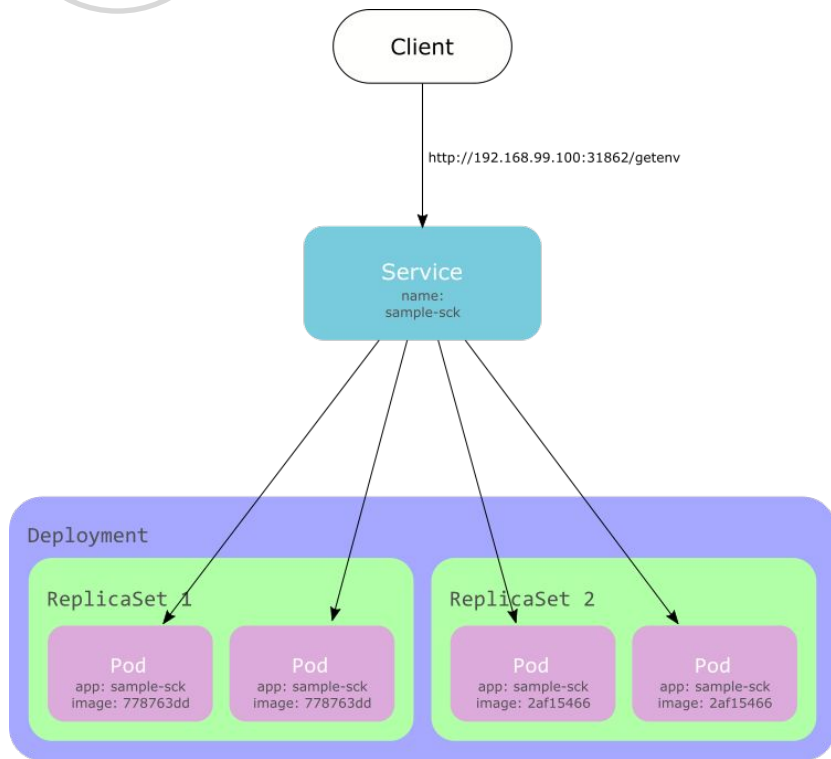 Client
http://192.168.99.100:31862/getenv
Service
name:
sample-sck
Deployment
ReplicaSet 1
Pod
app: sample-sck
image: 778763dd
Pod
app: sample-sck
image: 778763dd
ReplicaSet 2
Pod
app: sample-sck
image: 2af15466
Pod
app: sample-sck
image: 2af15466